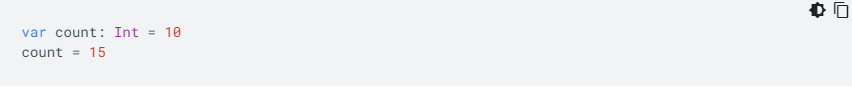 var count: Int = 10
count = 15